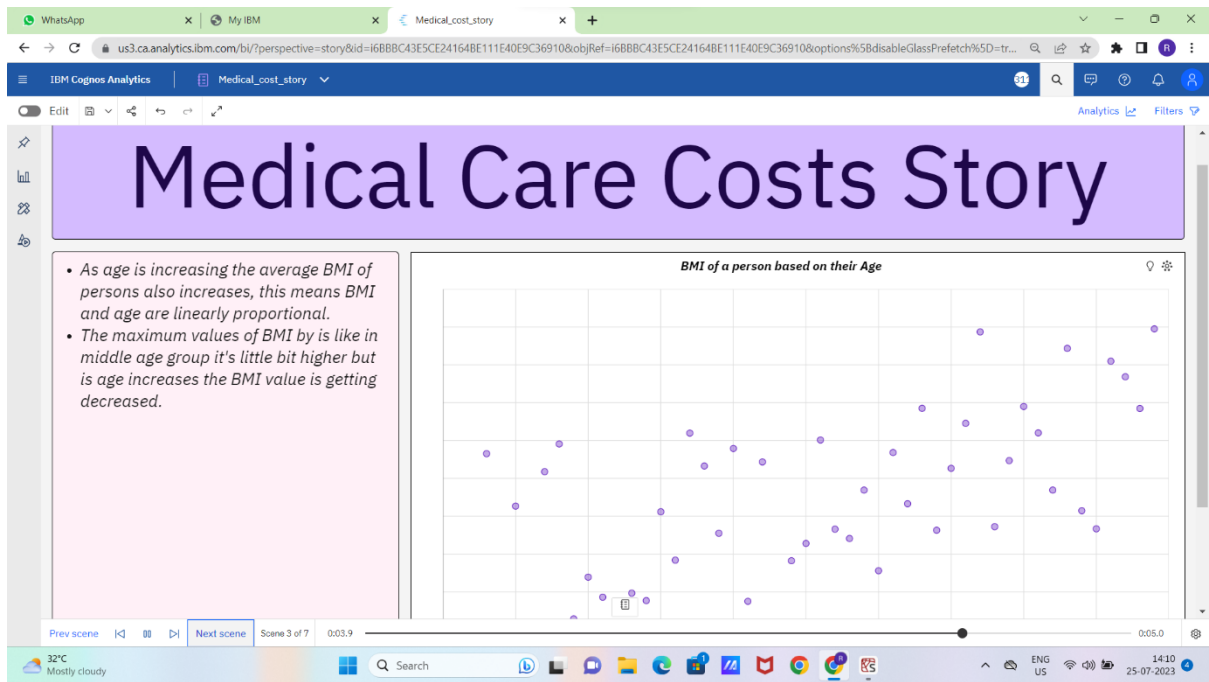 WhatsApp
My IBM
Medical_cost_story
us3.ca.analytics.ibm.com/bi/?perspective=story&id=i6BBBC43E5CE24164BE111E40E9C36910&objRef=i6BBBC43E5CE24164BE111E40E9C36910&options%5BdisableGlassPrefetch%5D=tr...
R
IBM Cognos Analytics
Medical_cost_story
Edit
Analytics
Filters
Medical Care Costs Story
• As age is increasing the average BMI of
persons also increases, this means BMI
and age are linearly proportional.
• The maximum values of BMI by is like in
middle age group it's little bit higher but
is age increases the BMI value is getting
decreased.
BMI of a person based on their Age
Prev scene
Next scene
Scene 3 of 7
0:03.9
0:05.0
32°C
Mostly cloudy
Search
ENG
US
14:10
25-07-2023
4